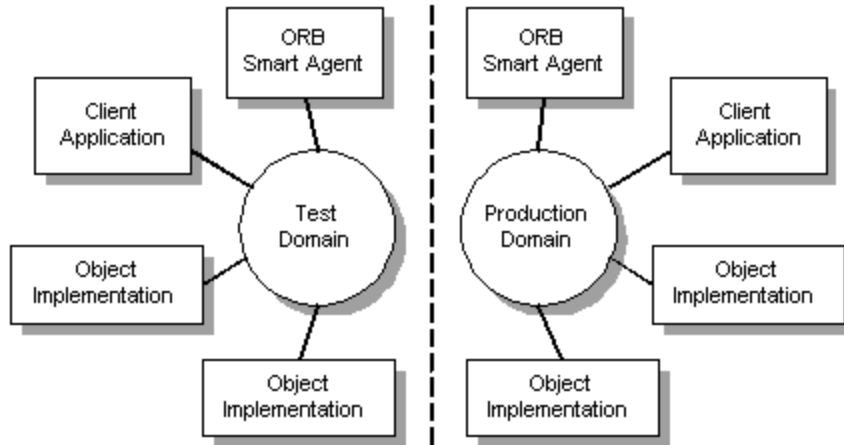 ORB
Smart Agent
ORB
Smart Agent
Client
Application
Client
Application
Test
Domain
Production
Domain
Object
Implementation
Object
Implementation
Object
Implementation
Object
Implementation